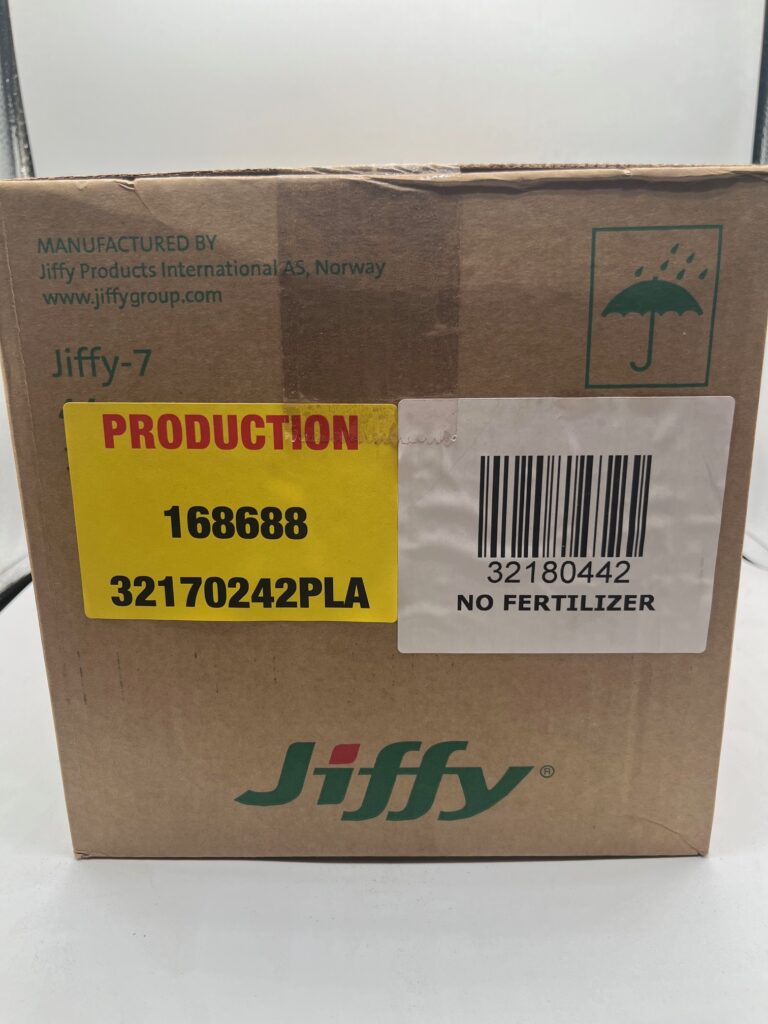 MANUFACTURED BY
Jiffy Products International AS, Norway
www.jiffygroup.com
Jiffy-7
PRODUCTION
168688
32170242PLA
32180442
NO FERTILIZER
Jiffy®